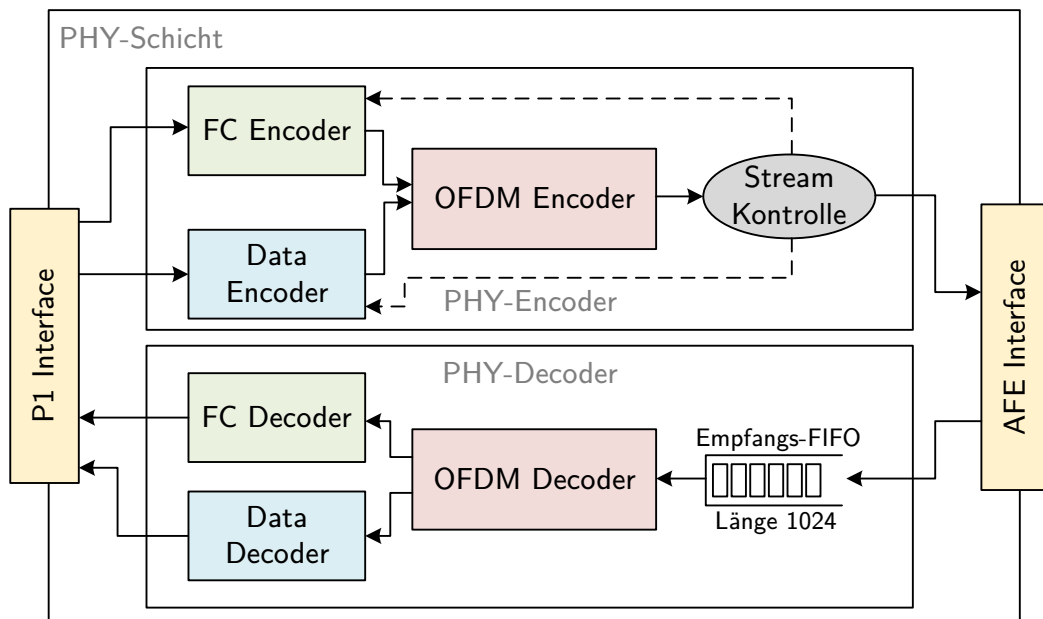 PHY-Schicht
FC Encoder
OFDM Encoder
Stream
Kontrolle
Data
Encoder
PHY-Encoder
P1 Interface
AFE Interface
PHY-Decoder
FC Decoder
OFDM Decoder
Empfangs-FIFO
Länge 1024
Data
Decoder